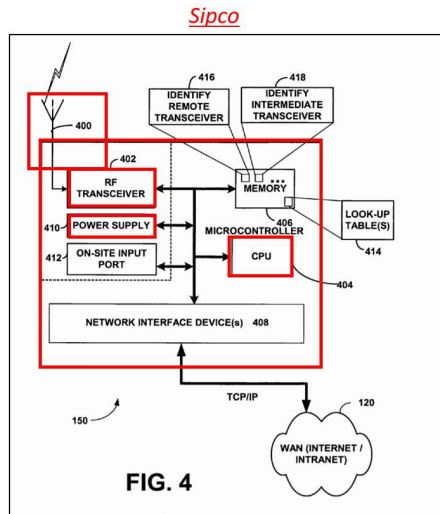 Sipco
416
418
IDENTIFY
REMOTE
TRANSCEIVER
IDENTIFY
INTERMEDIATE
TRANSCEIVER
400
402
RF
TRANSCEIVER
MEMORY
406
410
POWER SUPPLY
MICROCONTROLLER
LOOK-UP
TABLE(S)
414
412
ON-SITE INPUT
PORT
CPU
404
NETWORK INTERFACE DEVICE(s) 408
TCP/IP
150
120
WAN (INTERNET /
INTRANET)
FIG. 4